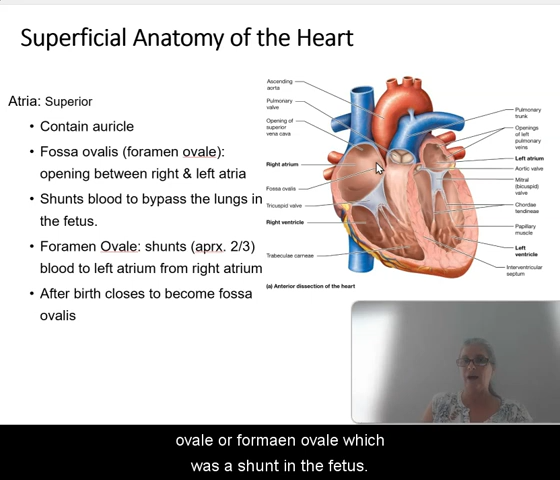 Superficial Anatomy of the Heart
Atria: Superior
• Contain auricle
• Fossa ovalis (foramen ovale):
opening between right & left atria
• Shunts blood to bypass the lungs in
the fetus.
• Foramen Ovale: shunts (aprx. 2/3)
blood to left atrium from right atrium
• After birth closes to become fossa
ovalis
Ascending
aorta
Pulmonary
valve
Opening of
superior
vena cava
Right atrium
Fossa ovalis
Tricuspid valve
Right ventricle
Trabeculae carneae
Pulmonary
trunk
Openings
of left
pulmonary
veins
Left atrium
Aortic valve
Mitral
(bicuspid)
valve
Chordae
tendineae
Papillary
muscle
Left
ventricle
Interventricular
septum
(a) Anterior dissection of the heart
ovale or formaen ovale which
was a shunt in the fetus.